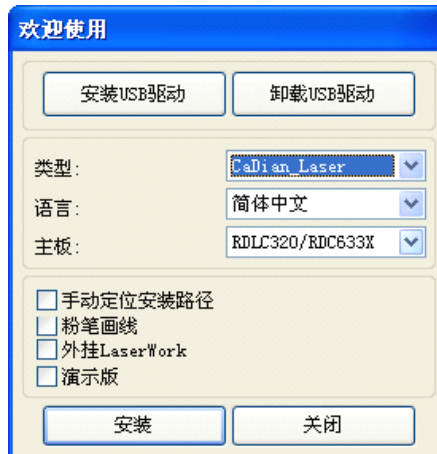 欢迎使用
安装USB驱动 卸载USB驱动
类型: CaDian_Laser
语言: 简体中文
主板: RDLC320/RDC633X
手动定位安装路径
粉笔画线
外挂LaserWork
演示版
安装 关闭